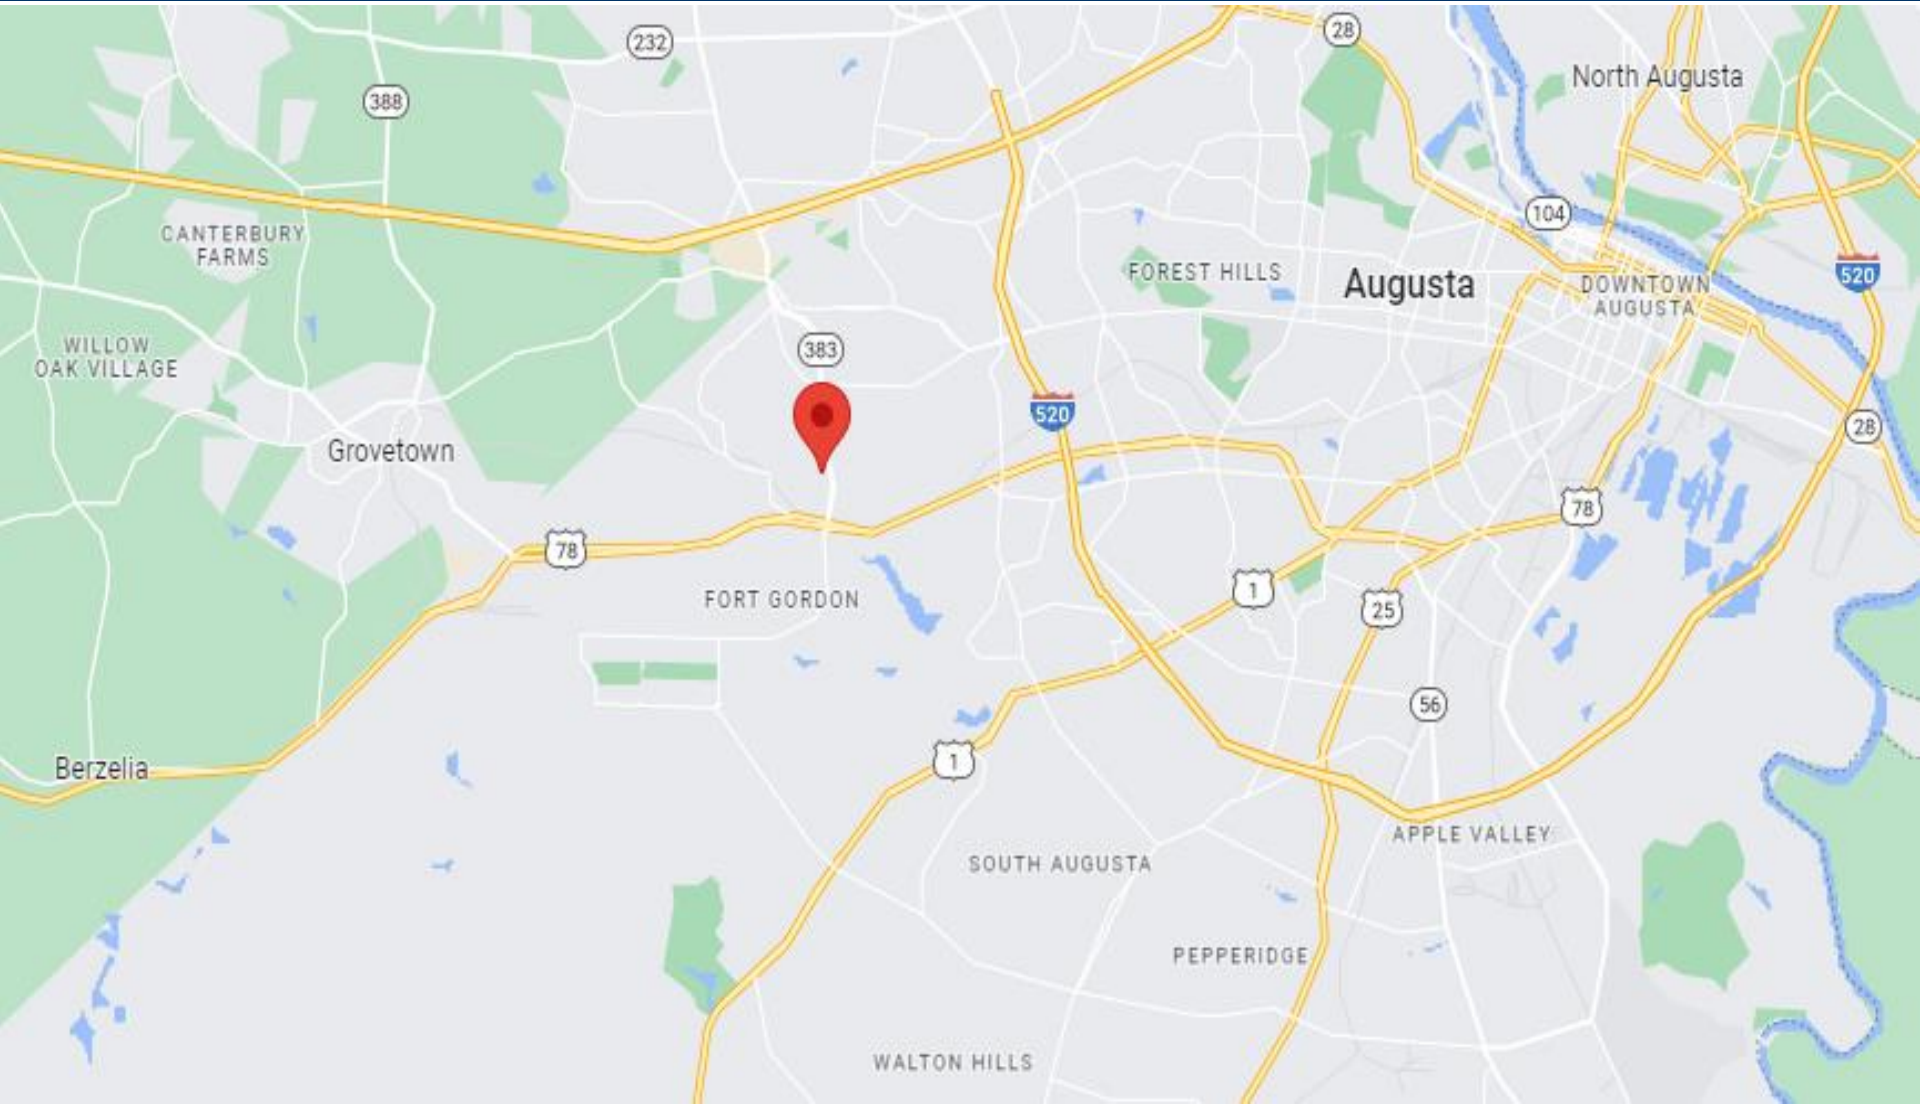 28
232
North Augusta
388
104
CANTERBURY
FARMS
FOREST HILLS
Augusta
520
DOWNTOWN
AUGUSTA
WILLOW
OAK VILLAGE
383
520
28
Grovetown
78
78
FORT GORDON
1
25
56
1
Berzelia
APPLE VALLEY
SOUTH AUGUSTA
PEPPERIDGE
WALTON HILLS